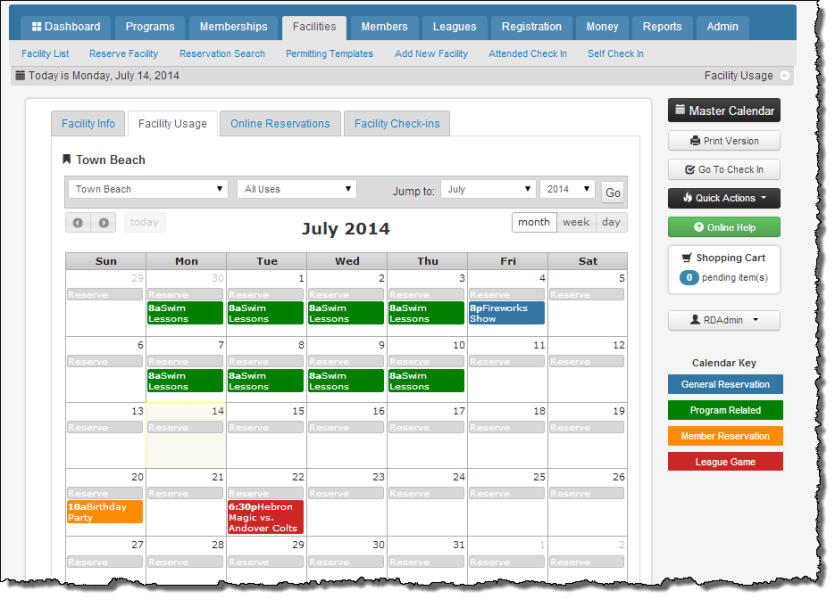 Dashboard Programs Memberships Facilities Members Leagues Registration Money Reports Admin
Facility List Reserve Facility Reservation Search Permitting Templates Add New Facility Attended Check In Self Check In
Today is Monday, July 14, 2014 Facility Usage
Facility Info Facility Usage Online Reservations Facility Check-ins
Town Beach
Town Beach All Uses Jump to: July 2014 Go
today July 2014 month week day
Sun Mon Tue Wed Thu Fri Sat
29 30 1 2 3 4 5
Reserve Reserve Reserve Reserve Reserve Reserve Reserve
8aSwim 8aSwim 8aSwim 8aSwim 8pFireworks
Lessons Lessons Lessons Lessons Show
6 7 8 9 10 11 12
Reserve Reserve Reserve Reserve Reserve Reserve Reserve
8aSwim 8aSwim 8aSwim 8aSwim
Lessons Lessons Lessons Lessons
13 14 15 16 17 18 19
Reserve Reserve Reserve Reserve Reserve Reserve Reserve
20 21 22 23 24 25 26
Reserve Reserve Reserve Reserve Reserve Reserve Reserve
10aBirthday 6:30pHebron
Party Magic vs.
Andover Colts
27 28 29 30 31 1 2
Reserve Reserve Reserve Reserve Reserve Reserve Reserve
Master Calendar
Print Version
Go To Check In
Quick Actions
Online Help
Shopping Cart
0 pending item(s)
RDAdmin
Calendar Key
General Reservation
Program Related
Member Reservation
League Game